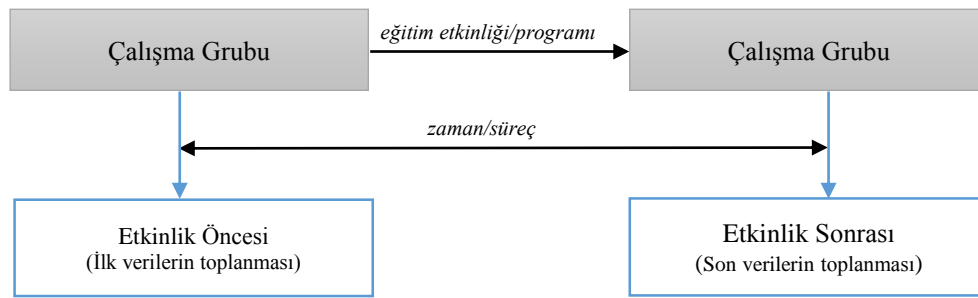 eğitim etkinliği/programı
Çalışma Grubu
Çalışma Grubu
zaman/süreç
Etkinlik Öncesi
(İlk verilerin toplanması)
Etkinlik Sonrası
(Son verilerin toplanması)